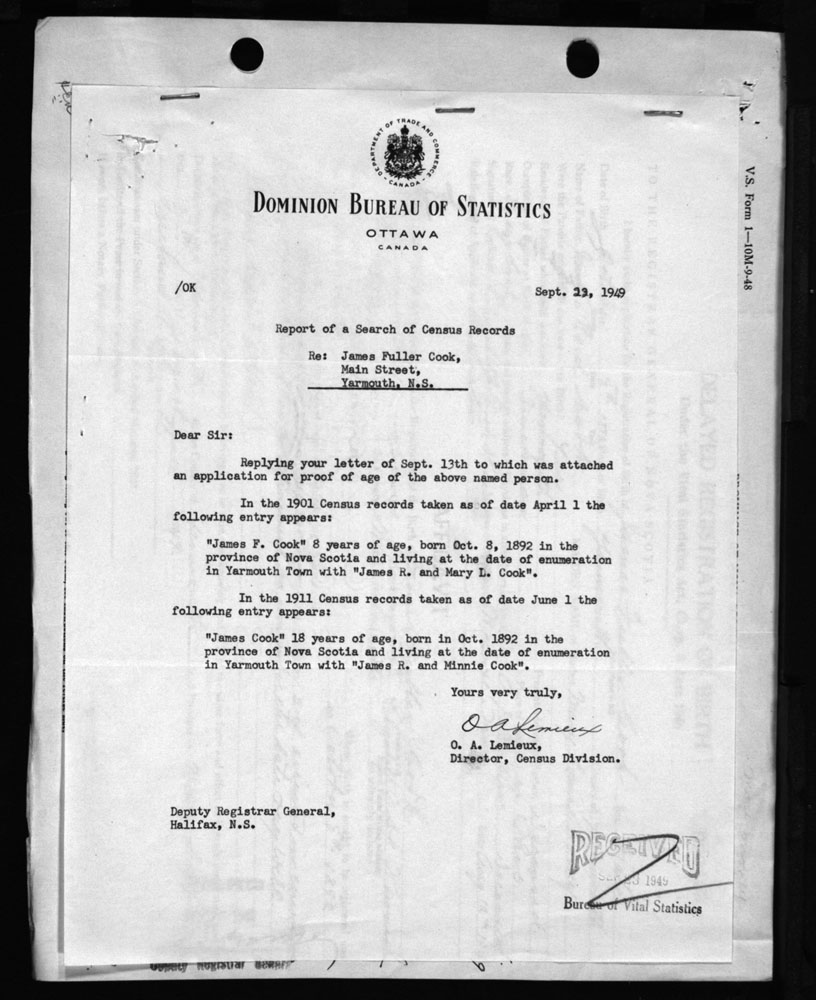 DEPARTMENT OF TRADE AND COMMERCE
CANADA
DOMINION BUREAU OF STATISTICS
OTTAWA
CANADA
V.S. Form 1—10M-9-48
/OK
Sept. 23, 1949
Report of a Search of Census Records
Re: James Fuller Cook,
Main Street,
Yarmouth, N.S.
Dear Sir:
Replying your letter of Sept. 13th to which was attached
an application for proof of age of the above named person.
In the 1901 Census records taken as of date April 1 the
following entry appears:
"James F. Cook" 8 years of age, born Oct. 8, 1892 in the
province of Nova Scotia and living at the date of enumeration
in Yarmouth Town with "James R. and Mary L. Cook".
In the 1911 Census records taken as of date June 1 the
following entry appears:
"James Cook" 18 years of age, born in Oct. 1892 in the
province of Nova Scotia and living at the date of enumeration
in Yarmouth Town with "James R. and Minnie Cook".
Yours very truly,
O A Lemieux
O. A. Lemieux,
Director, Census Division.
Deputy Registrar General,
Halifax, N.S.
RECEIVED
1949
Bureau of Vital Statistics
Deputy Registrar General